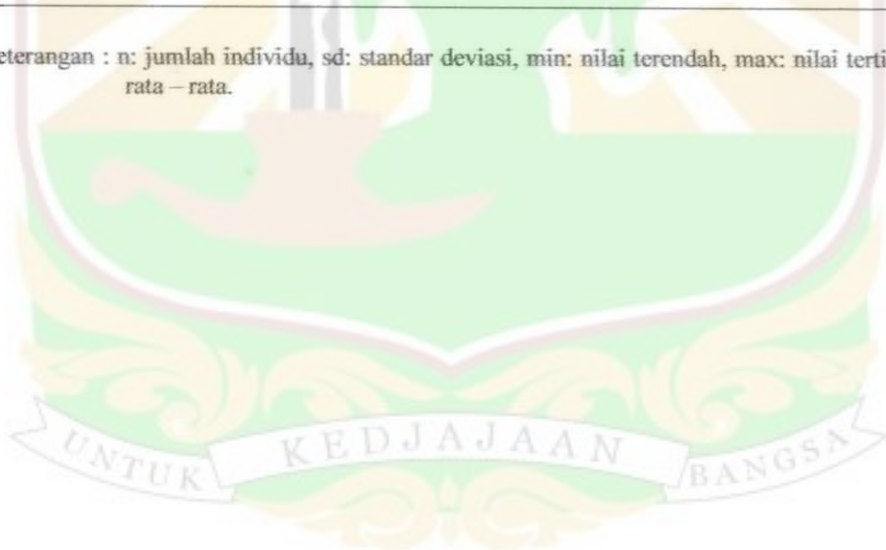 eterangan : n: jumlah individu, sd: standar deviasi, min: nilai terendah, max: nilai terti
rata – rata.
UNTUK KEDJAJAAN BANGSA